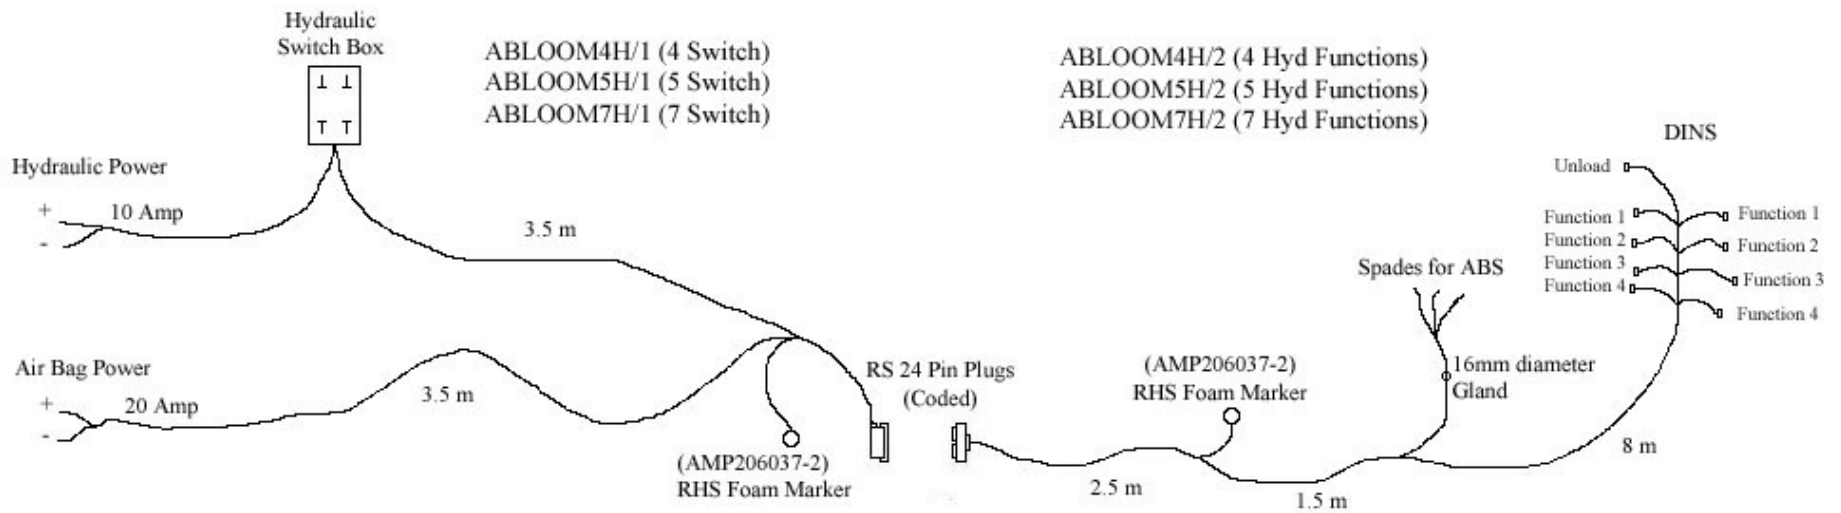 Hydraulic
Switch Box
ABLOOM4H/1 (4 Switch)
ABLOOM5H/1 (5 Switch)
ABLOOM7H/1 (7 Switch)
ABLOOM4H/2 (4 Hyd Functions)
ABLOOM5H/2 (5 Hyd Functions)
ABLOOM7H/2 (7 Hyd Functions)
DINS
Hydraulic Power
+
-
10 Amp
3.5 m
Unload
Function 1
Function 2
Function 3
Function 4
Function 1
Function 2
Function 3
Function 4
Spades for ABS
Air Bag Power
+
-
20 Amp
3.5 m
RS 24 Pin Plugs
(Coded)
(AMP206037-2)
RHS Foam Marker
16mm diameter
Gland
(AMP206037-2)
RHS Foam Marker
2.5 m
1.5 m
8 m